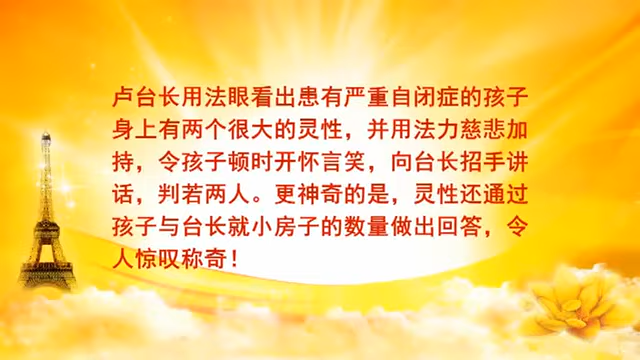 卢台长用法眼看出患有严重自闭症的孩子
身上有两个很大的灵性，并用法力慈悲加
持，令孩子顿时开怀言笑，向台长招手讲
话，判若两人。更神奇的是，灵性还通过
孩子与台长就小房子的数量做出回答，令
人惊叹称奇！